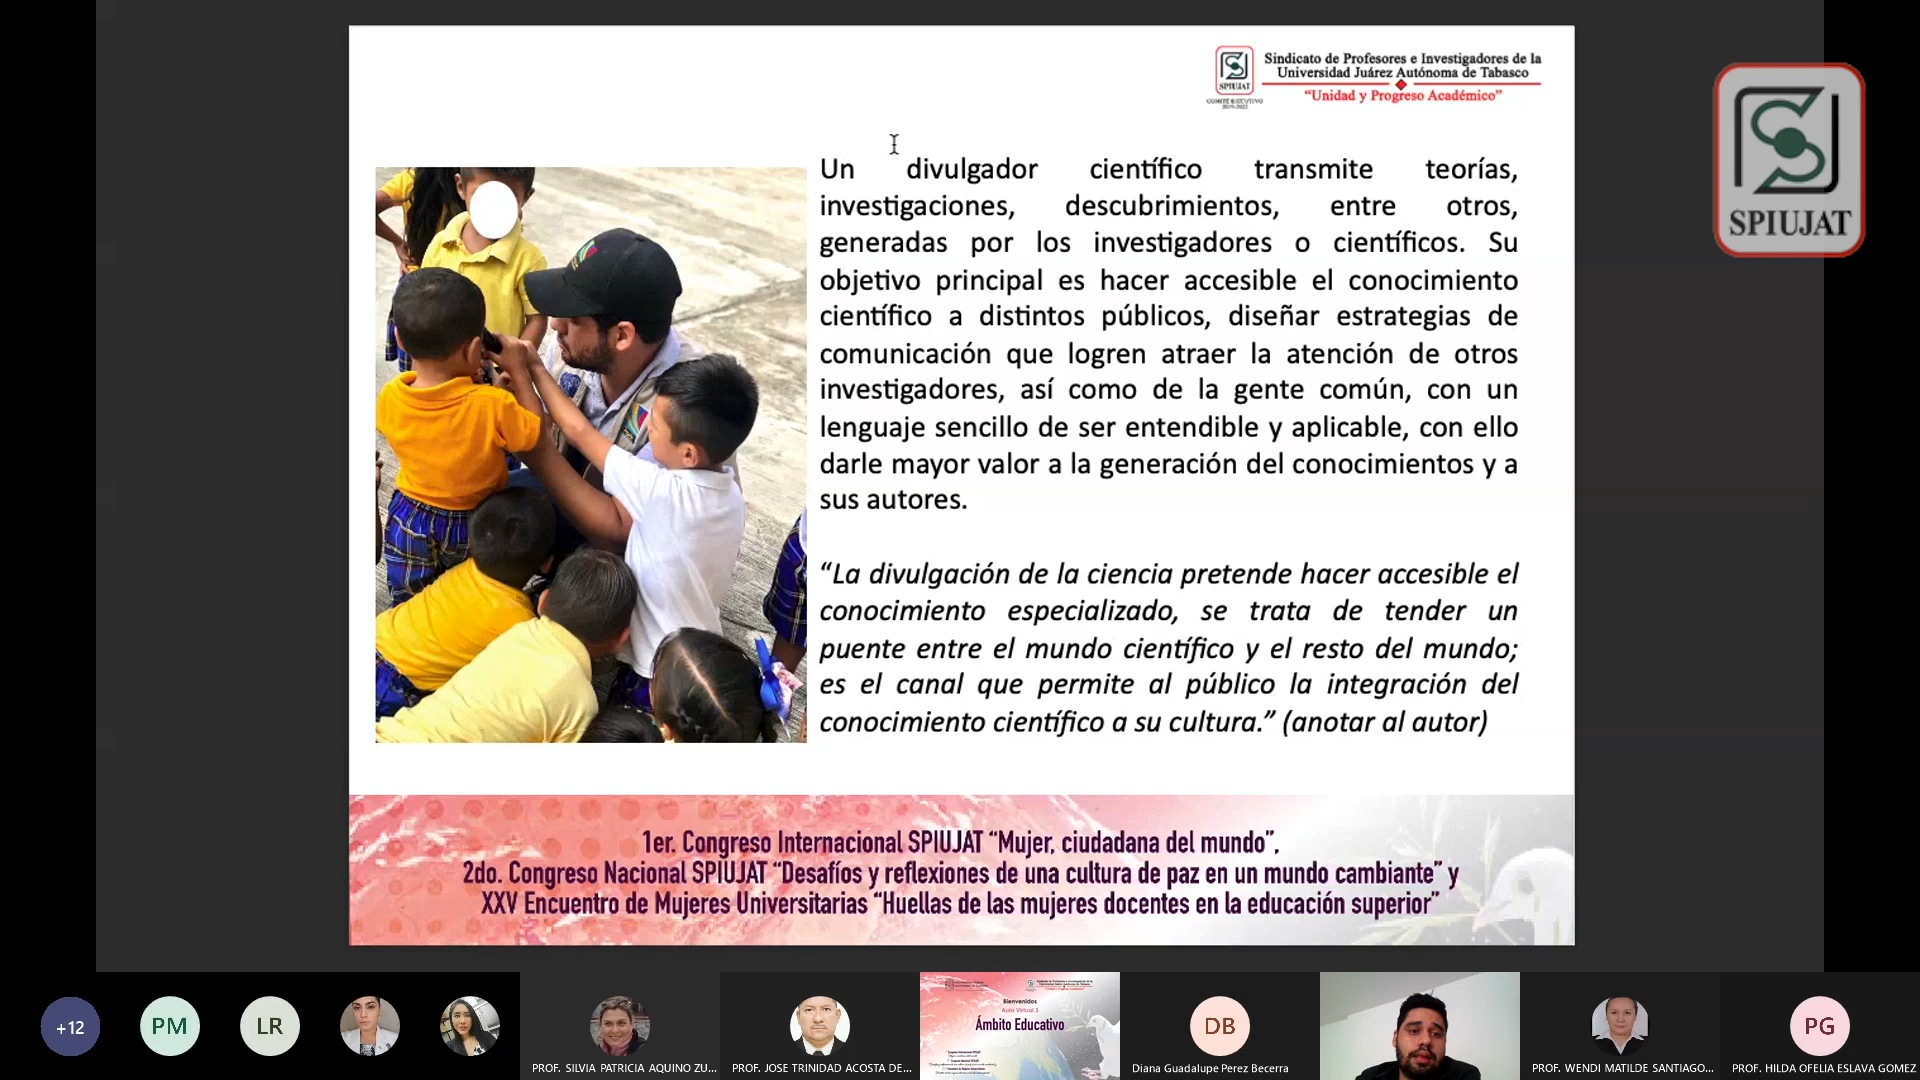 SPIUJAT
COMITÉ EJECUTIVO
2019-2022
Sindicato de Profesores e Investigadores de la
Universidad Juárez Autónoma de Tabasco
“Unidad y Progreso Académico”
SPIUJAT
Un divulgador científico transmite teorías,
investigaciones, descubrimientos, entre otros,
generadas por los investigadores o científicos. Su
objetivo principal es hacer accesible el conocimiento
científico a distintos públicos, diseñar estrategias de
comunicación que logren atraer la atención de otros
investigadores, así como de la gente común, con un
lenguaje sencillo de ser entendible y aplicable, con ello
darle mayor valor a la generación del conocimientos y a
sus autores.
“La divulgación de la ciencia pretende hacer accesible el
conocimiento especializado, se trata de tender un
puente entre el mundo científico y el resto del mundo;
es el canal que permite al público la integración del
conocimiento científico a su cultura.” (anotar al autor)
1er. Congreso Internacional SPIUJAT “Mujer, ciudadana del mundo”,
2do. Congreso Nacional SPIUJAT “Desafíos y reflexiones de una cultura de paz en un mundo cambiante” y
XXV Encuentro de Mujeres Universitarias “Huellas de las mujeres docentes en la educación superior”
+12
PM
LR
PROF. SILVIA PATRICIA AQUINO ZU...
PROF. JOSE TRINIDAD ACOSTA DE...
Bienvenidos
Aula Virtual 3
Ámbito Educativo
DB
Diana Guadalupe Perez Becerra
PROF. WENDI MATILDE SANTIAGO...
PG
PROF. HILDA OFELIA ESLAVA GOMEZ